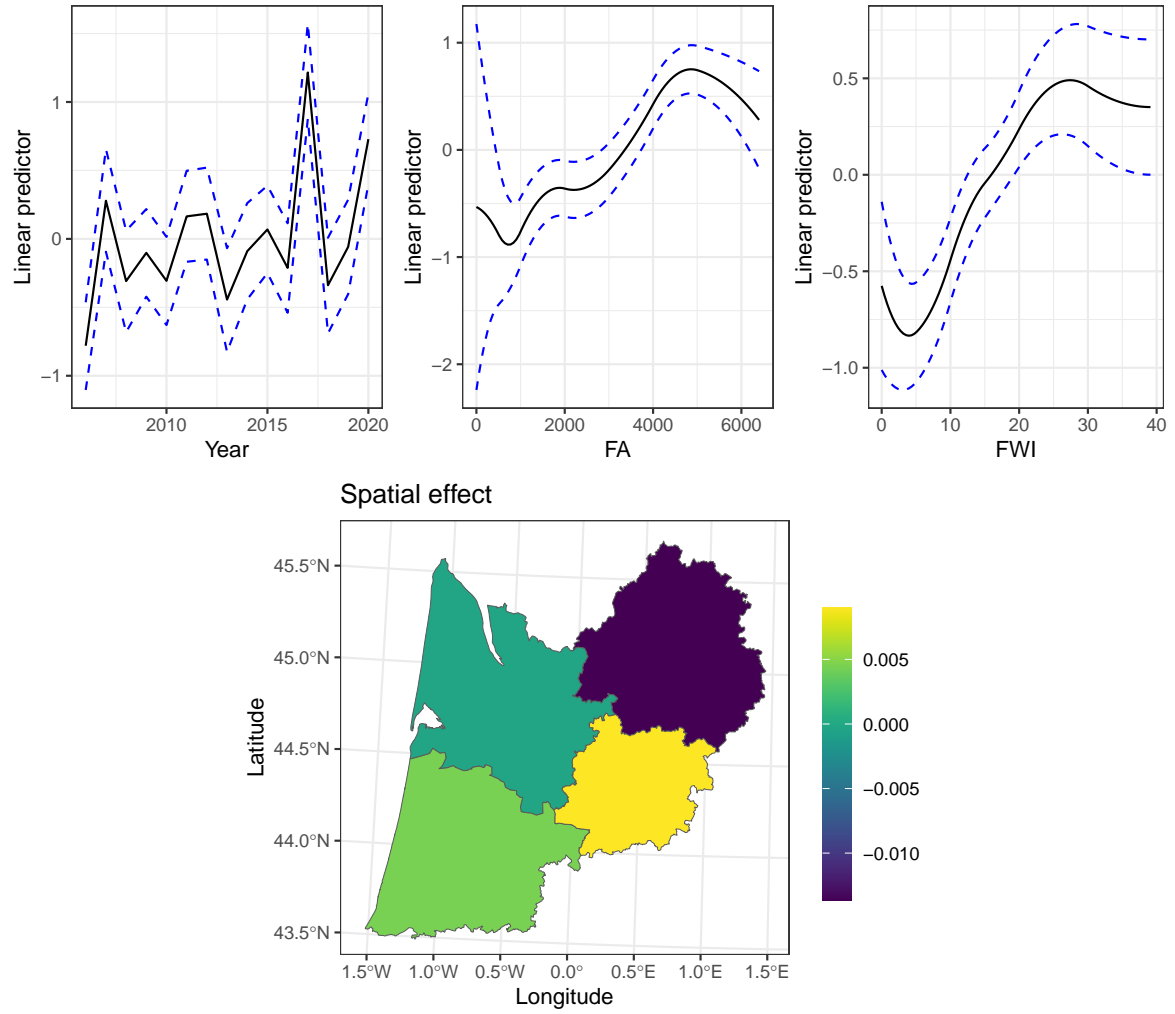 Linear predictor
1
0
−1
2010
2015
2020
Year
Linear predictor
1
0
−1
−2
0
2000
4000
6000
FA
Linear predictor
0.5
0.0
−0.5
−1.0
0
10
20
30
40
FWI
Spatial effect
Latitude
45.5°N
45.0°N
44.5°N
44.0°N
43.5°N
1.5°W
1.0°W
0.5°W
0.0°
0.5°E
1.0°E
1.5°E
Longitude
0.005
0.000
−0.005
−0.010